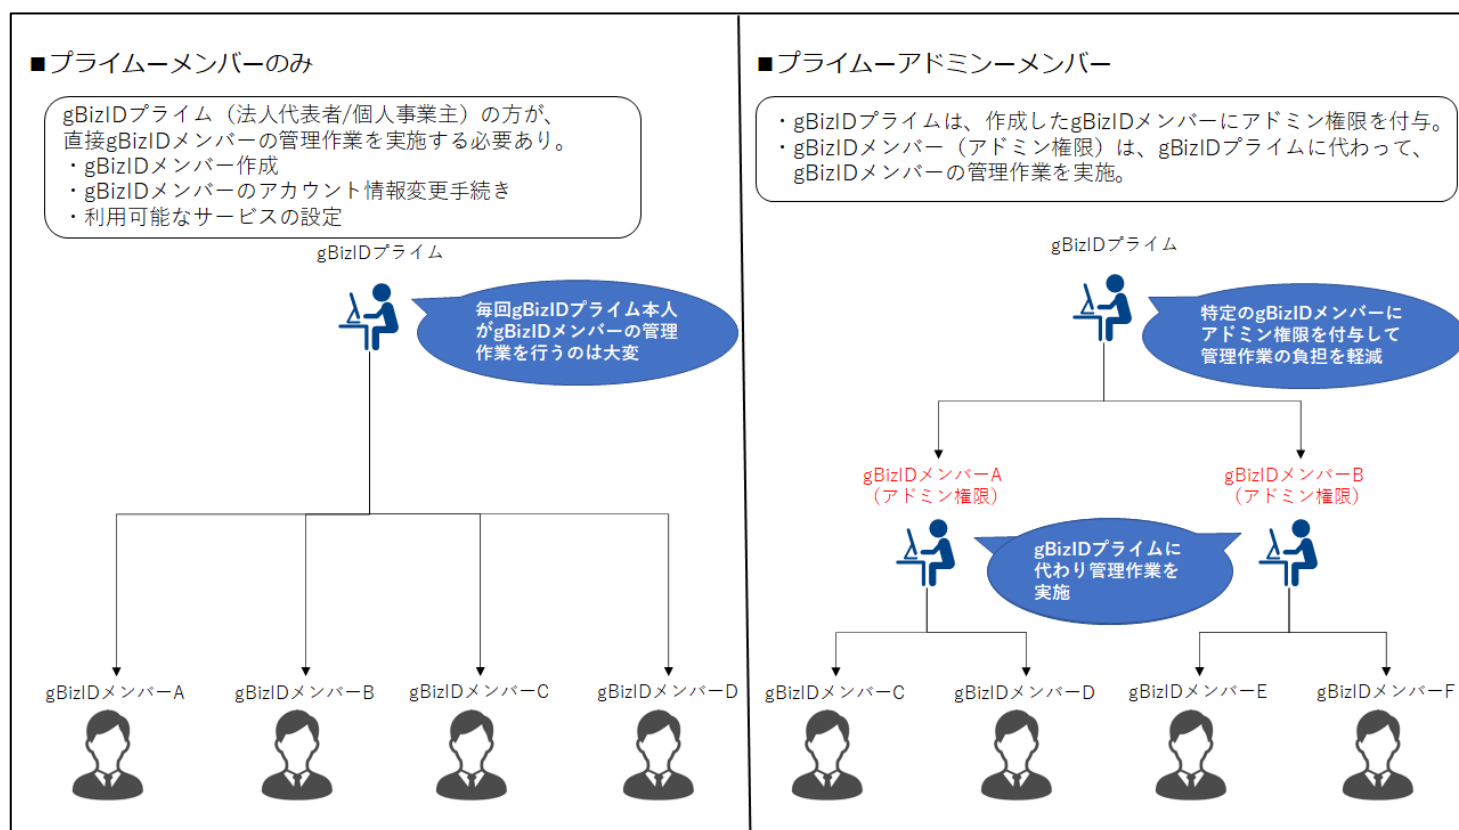 ■プライムーメンバーのみ
gBizIDプライム（法人代表者/個人事業主）の方が、
直接gBizIDメンバーの管理作業を実施する必要あり。
・gBizIDメンバー作成
・gBizIDメンバーのアカウント情報変更手続き
・利用可能なサービスの設定
gBizIDプライム
毎回gBizIDプライム本人
がgBizIDメンバーの管理
作業を行うのは大変
gBizIDメンバーA
gBizIDメンバーB
gBizIDメンバーC
gBizIDメンバーD
■プライムーアドミンーメンバー
・gBizIDプライムは、作成したgBizIDメンバーにアドミン権限を付与。
・gBizIDメンバー（アドミン権限）は、gBizIDプライムに代わって、
gBizIDメンバーの管理作業を実施。
gBizIDプライム
特定のgBizIDメンバーに
アドミン権限を付与して
管理作業の負担を軽減
gBizIDメンバーA
（アドミン権限）
gBizIDメンバーB
（アドミン権限）
gBizIDプライムに
代わり管理作業を
実施
gBizIDメンバーC
gBizIDメンバーD
gBizIDメンバーE
gBizIDメンバーF